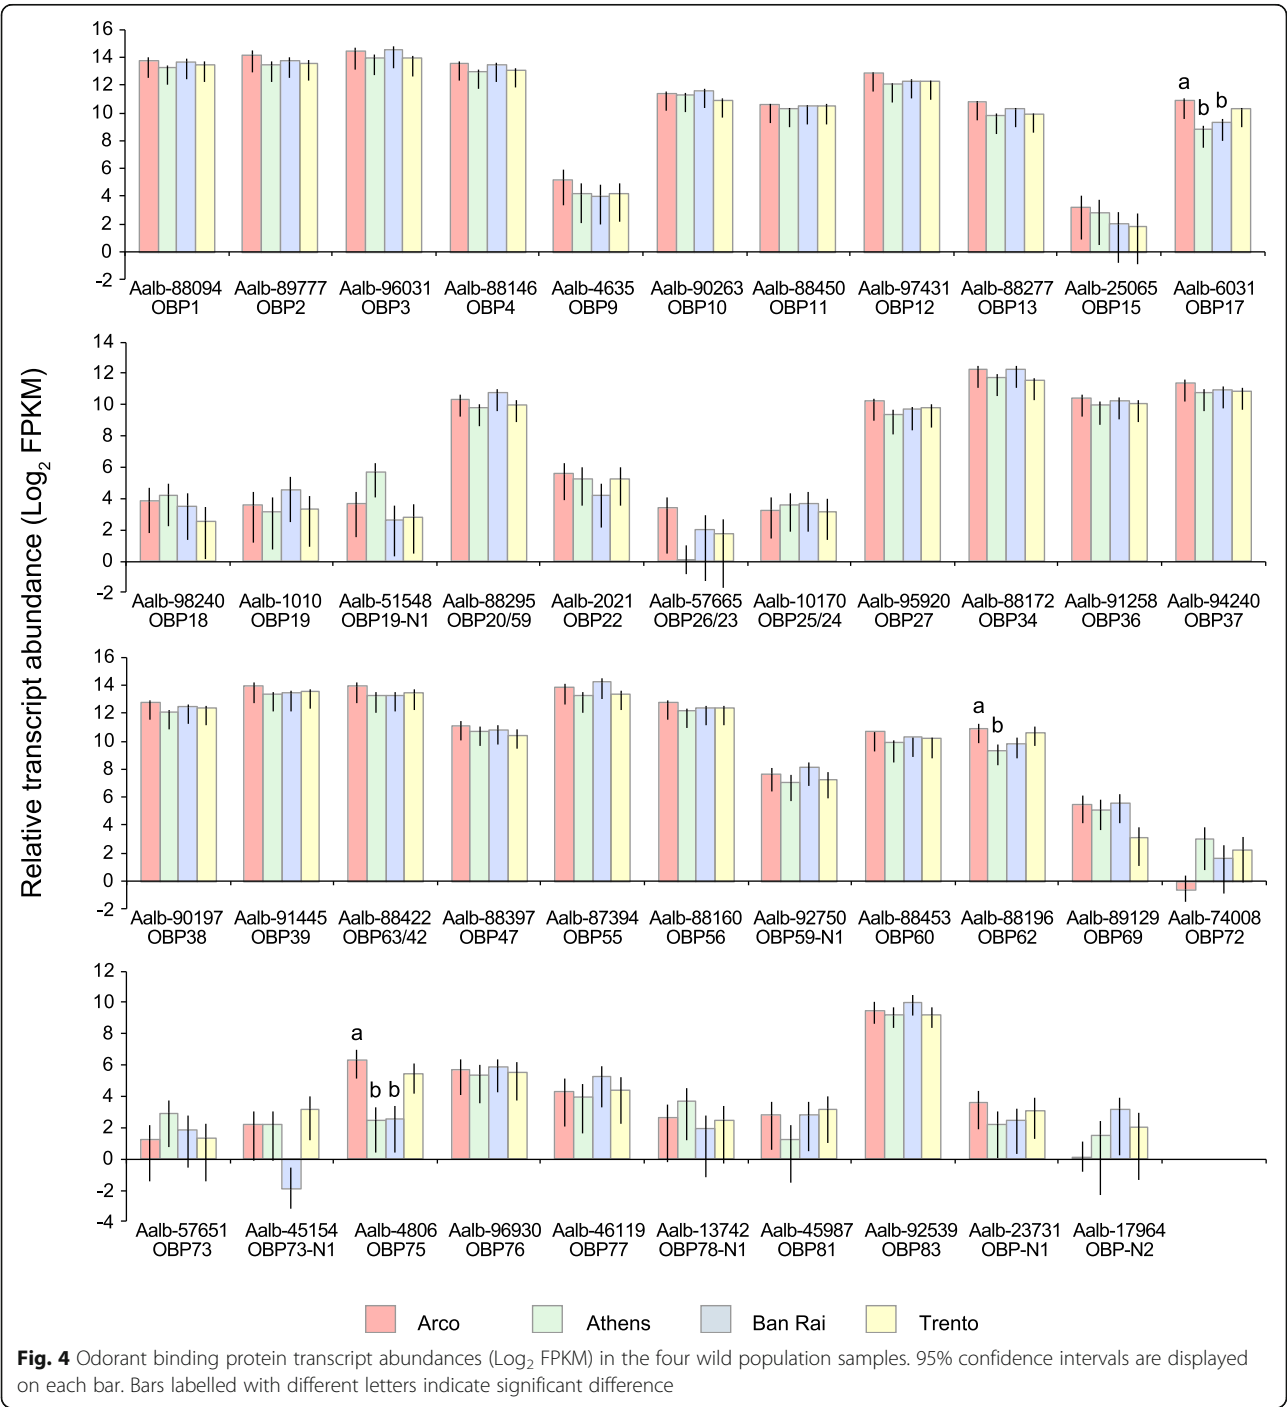 Relative transcript abundance (Log2 FPKM)
16
14
12
10
8
6
4
2
0
-2
a
b b
Aalb-88094 Aalb-89777 Aalb-96031 Aalb-88146 Aalb-4635 Aalb-90263 Aalb-88450 Aalb-97431 Aalb-88277 Aalb-25065 Aalb-6031
OBP1 OBP2 OBP3 OBP4 OBP9 OBP10 OBP11 OBP12 OBP13 OBP15 OBP17
14
12
10
8
6
4
2
0
-2
Aalb-98240 Aalb-1010 Aalb-51548 Aalb-88295 Aalb-2021 Aalb-57665 Aalb-10170 Aalb-95920 Aalb-88172 Aalb-91258 Aalb-94240
OBP18 OBP19 OBP19-N1 OBP20/59 OBP22 OBP26/23 OBP25/24 OBP27 OBP34 OBP36 OBP37
16
14
12
10
8
6
4
2
0
-2
a
b
Aalb-90197 Aalb-91445 Aalb-88422 Aalb-88397 Aalb-87394 Aalb-88160 Aalb-92750 Aalb-88453 Aalb-88196 Aalb-89129 Aalb-74008
OBP38 OBP39 OBP63/42 OBP47 OBP55 OBP56 OBP59-N1 OBP60 OBP62 OBP69 OBP72
12
10
8
6
4
2
0
-2
-4
a
b b
Aalb-57651 Aalb-45154 Aalb-4806 Aalb-96930 Aalb-46119 Aalb-13742 Aalb-45987 Aalb-92539 Aalb-23731 Aalb-17964
OBP73 OBP73-N1 OBP75 OBP76 OBP77 OBP78-N1 OBP81 OBP83 OBP-N1 OBP-N2
Arco Athens Ban Rai Trento
Fig. 4 Odorant binding protein transcript abundances (Log2 FPKM) in the four wild population samples. 95% confidence intervals are displayed
on each bar. Bars labelled with different letters indicate significant difference